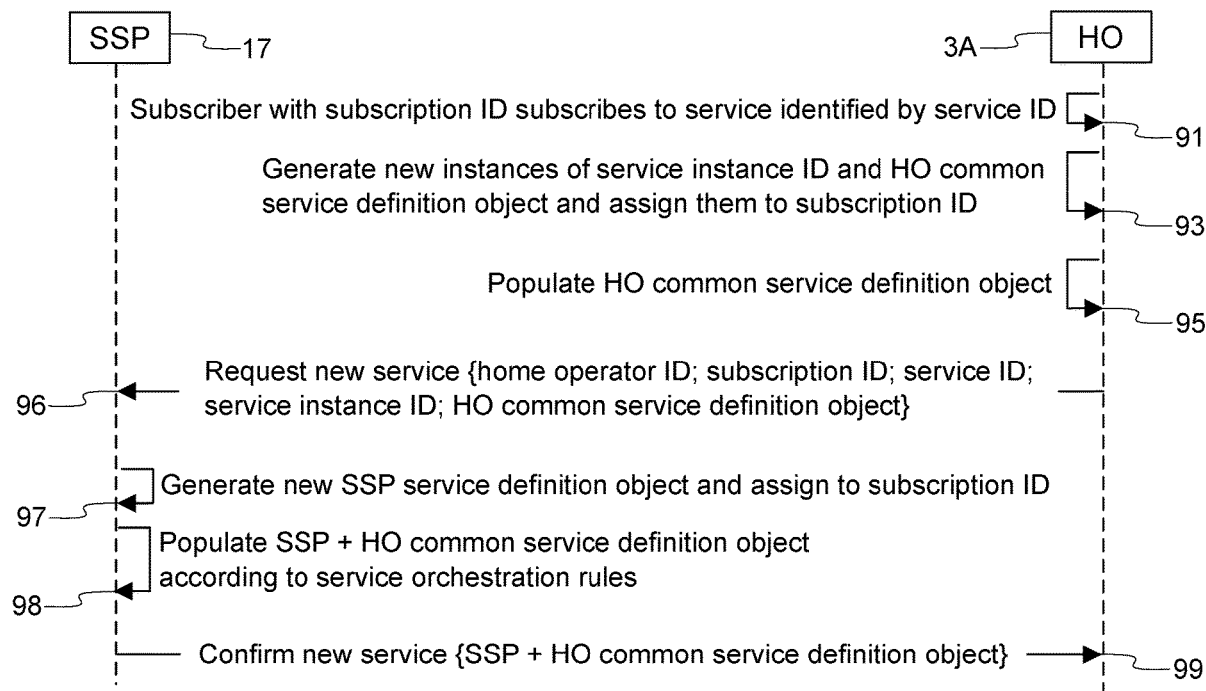 SSP
17
3A
HO
Subscriber with subscription ID subscribes to service identified by service ID
91
Generate new instances of service instance ID and HO common
service definition object and assign them to subscription ID
93
Populate HO common service definition object
95
Request new service {home operator ID; subscription ID; service ID;
service instance ID; HO common service definition object}
96
Generate new SSP service definition object and assign to subscription ID
97
Populate SSP + HO common service definition object
according to service orchestration rules
98
Confirm new service {SSP + HO common service definition object}
99